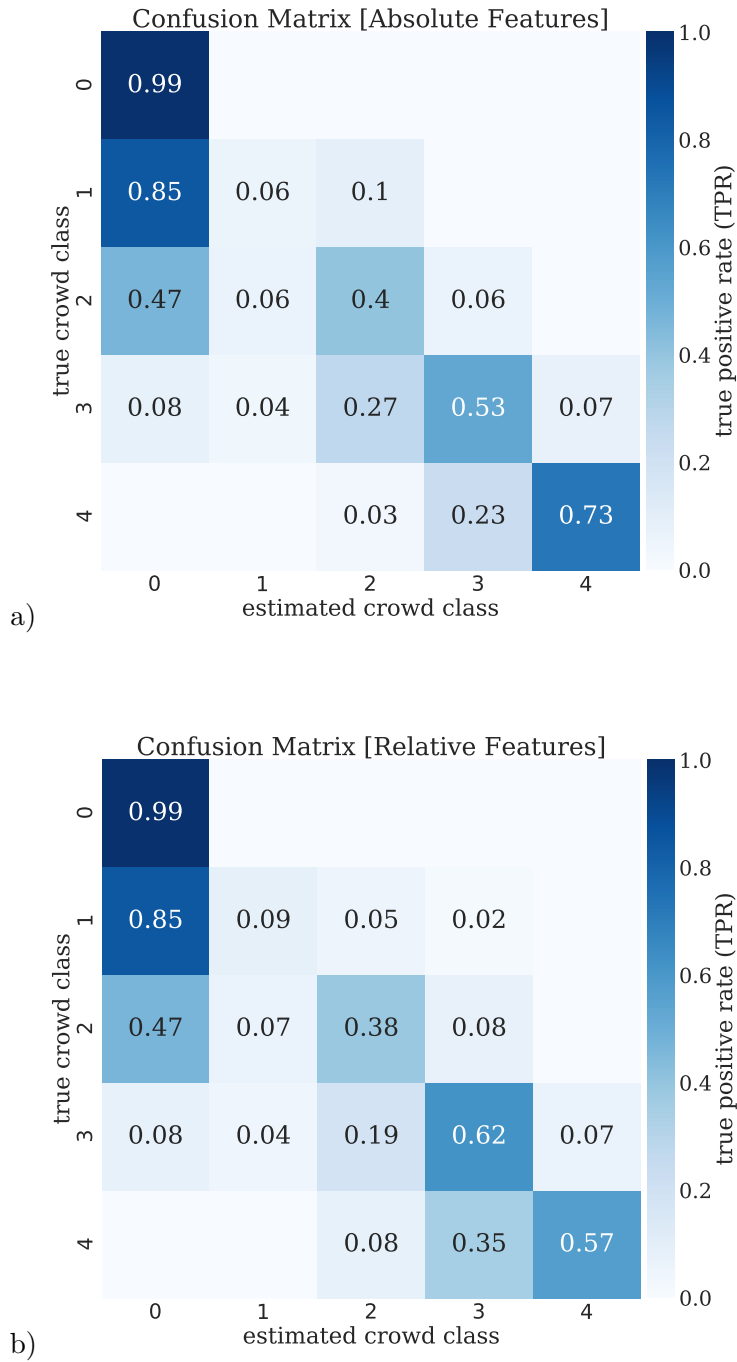 Confusion Matrix [Absolute Features]
0 0.99
1 0.85 0.06 0.1
2 0.47 0.06 0.4 0.06
3 0.08 0.04 0.27 0.53 0.07
4 0.03 0.23 0.73
0 1 2 3 4
estimated crowd class
true crowd class
1.0
0.8
0.6
0.4
0.2
0.0
true positive rate (TPR)
a)
Confusion Matrix [Relative Features]
0 0.99
1 0.85 0.09 0.05 0.02
2 0.47 0.07 0.38 0.08
3 0.08 0.04 0.19 0.62 0.07
4 0.08 0.35 0.57
0 1 2 3 4
estimated crowd class
true crowd class
1.0
0.8
0.6
0.4
0.2
0.0
true positive rate (TPR)
b)